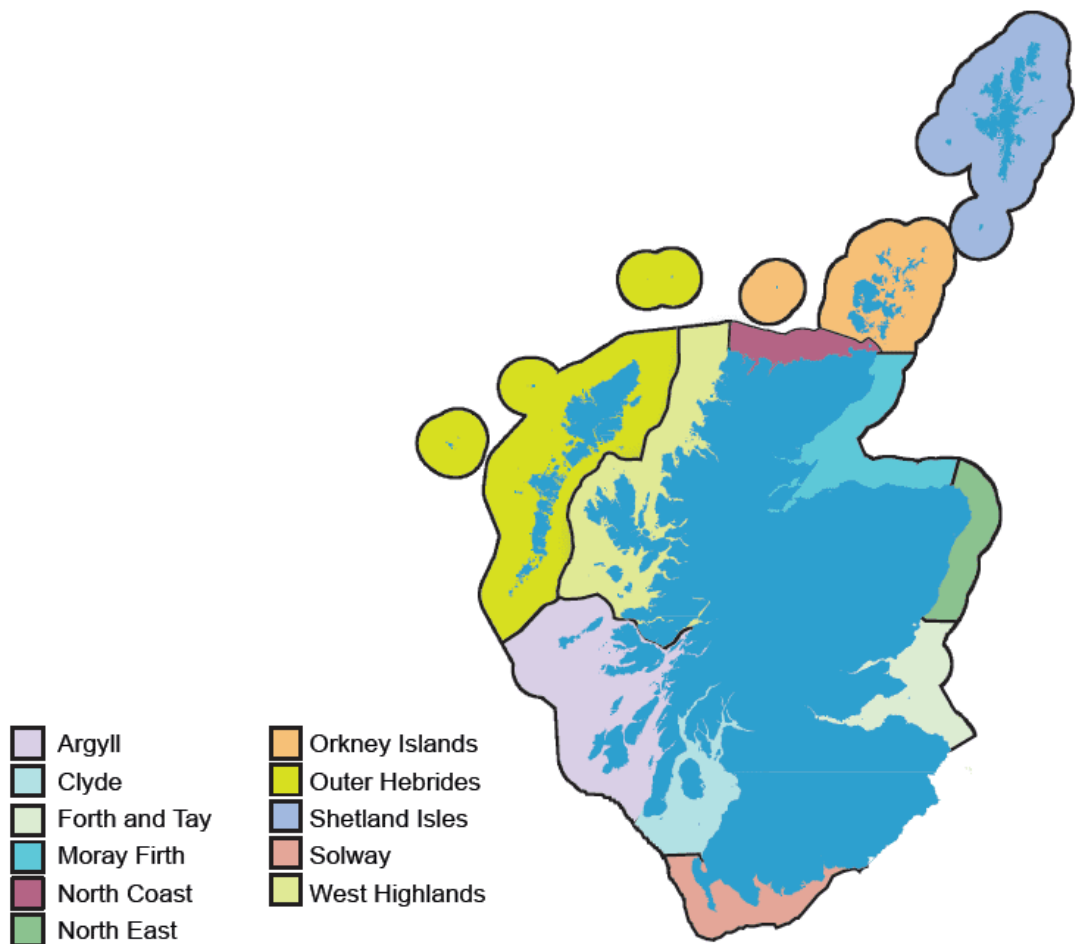 Argyll
Clyde
Forth and Tay
Moray Firth
North Coast
North East
Orkney Islands
Outer Hebrides
Shetland Isles
Solway
West Highlands